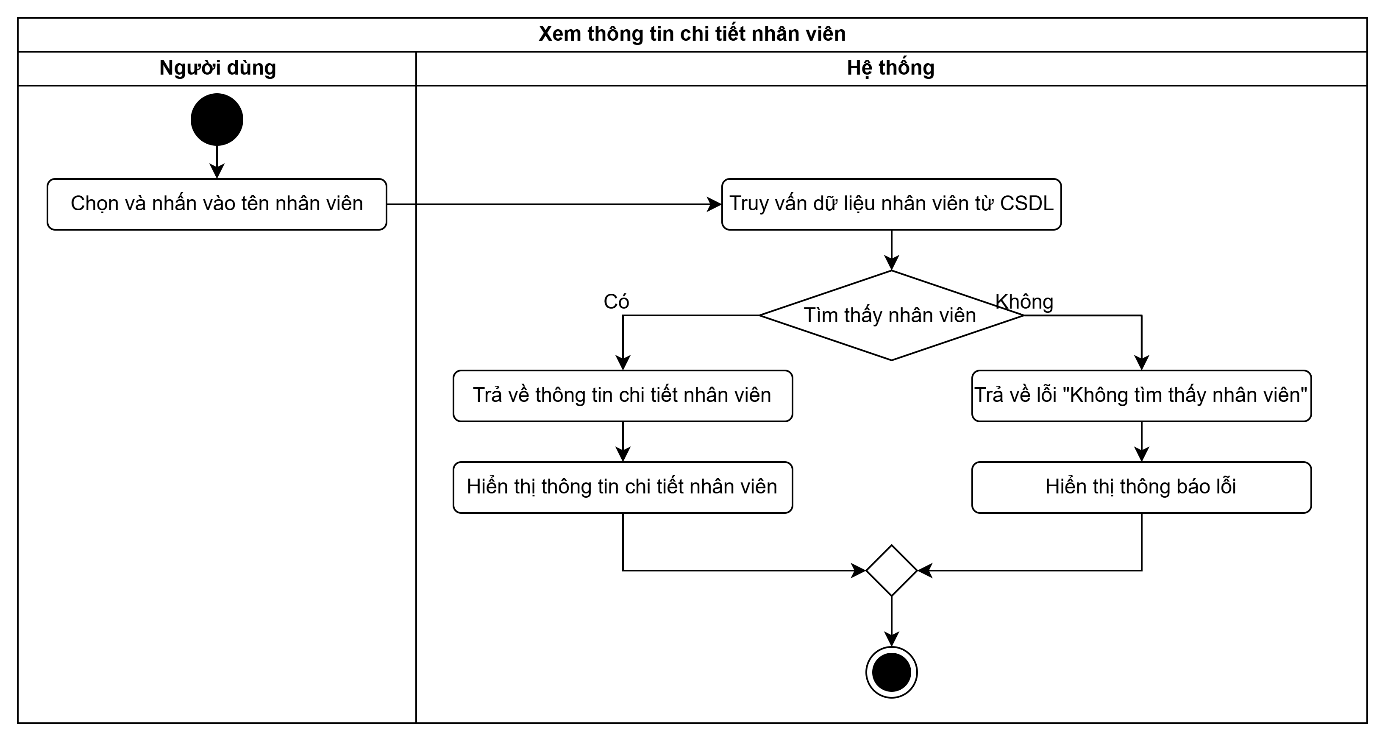 Xem thông tin chi tiết nhân viên
Người dùng
Hệ thống
Chọn và nhấn vào tên nhân viên
Truy vấn dữ liệu nhân viên từ CSDL
Tìm thấy nhân viên
Có
Không
Trả về thông tin chi tiết nhân viên
Trả về lỗi "Không tìm thấy nhân viên"
Hiển thị thông tin chi tiết nhân viên
Hiển thị thông báo lỗi